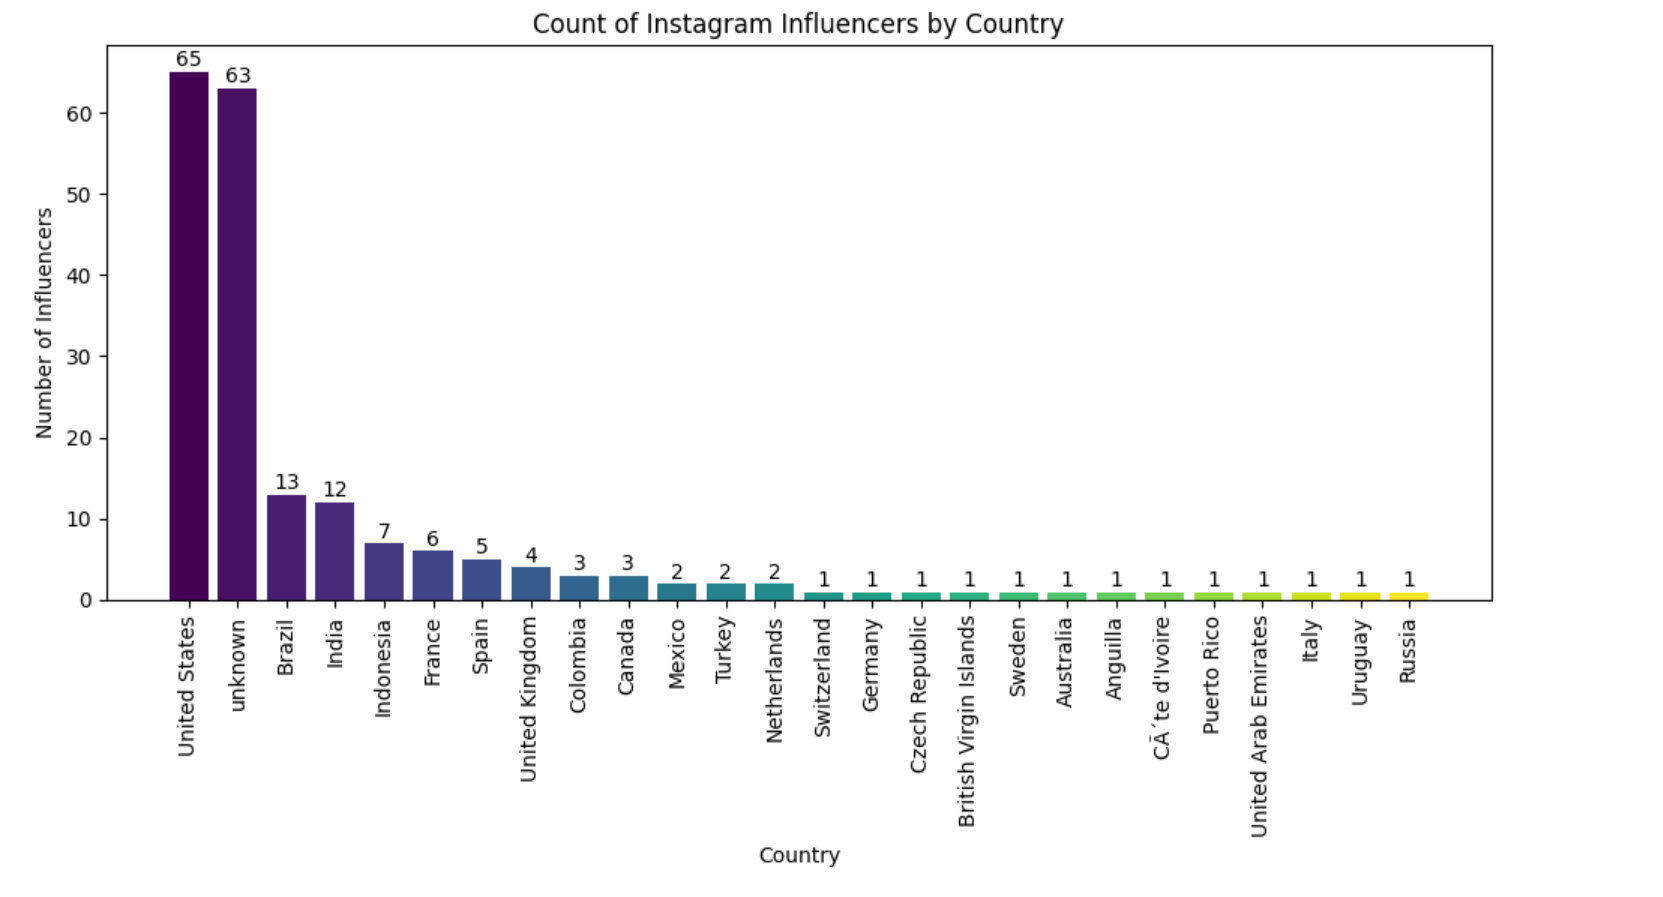 Count of Instagram Influencers by Country
Number of Influencers
60
50
40
30
20
10
0
65
63
13
12
7
6
5
4
3
3
2
2
2
1
1
1
1
1
1
1
1
1
1
1
1
1
United States
unknown
Brazil
India
Indonesia
France
Spain
United Kingdom
Colombia
Canada
Mexico
Turkey
Netherlands
Switzerland
Germany
Czech Republic
British Virgin Islands
Sweden
Australia
Anguilla
CÃ´te d'Ivoire
Puerto Rico
United Arab Emirates
Italy
Uruguay
Russia
Country